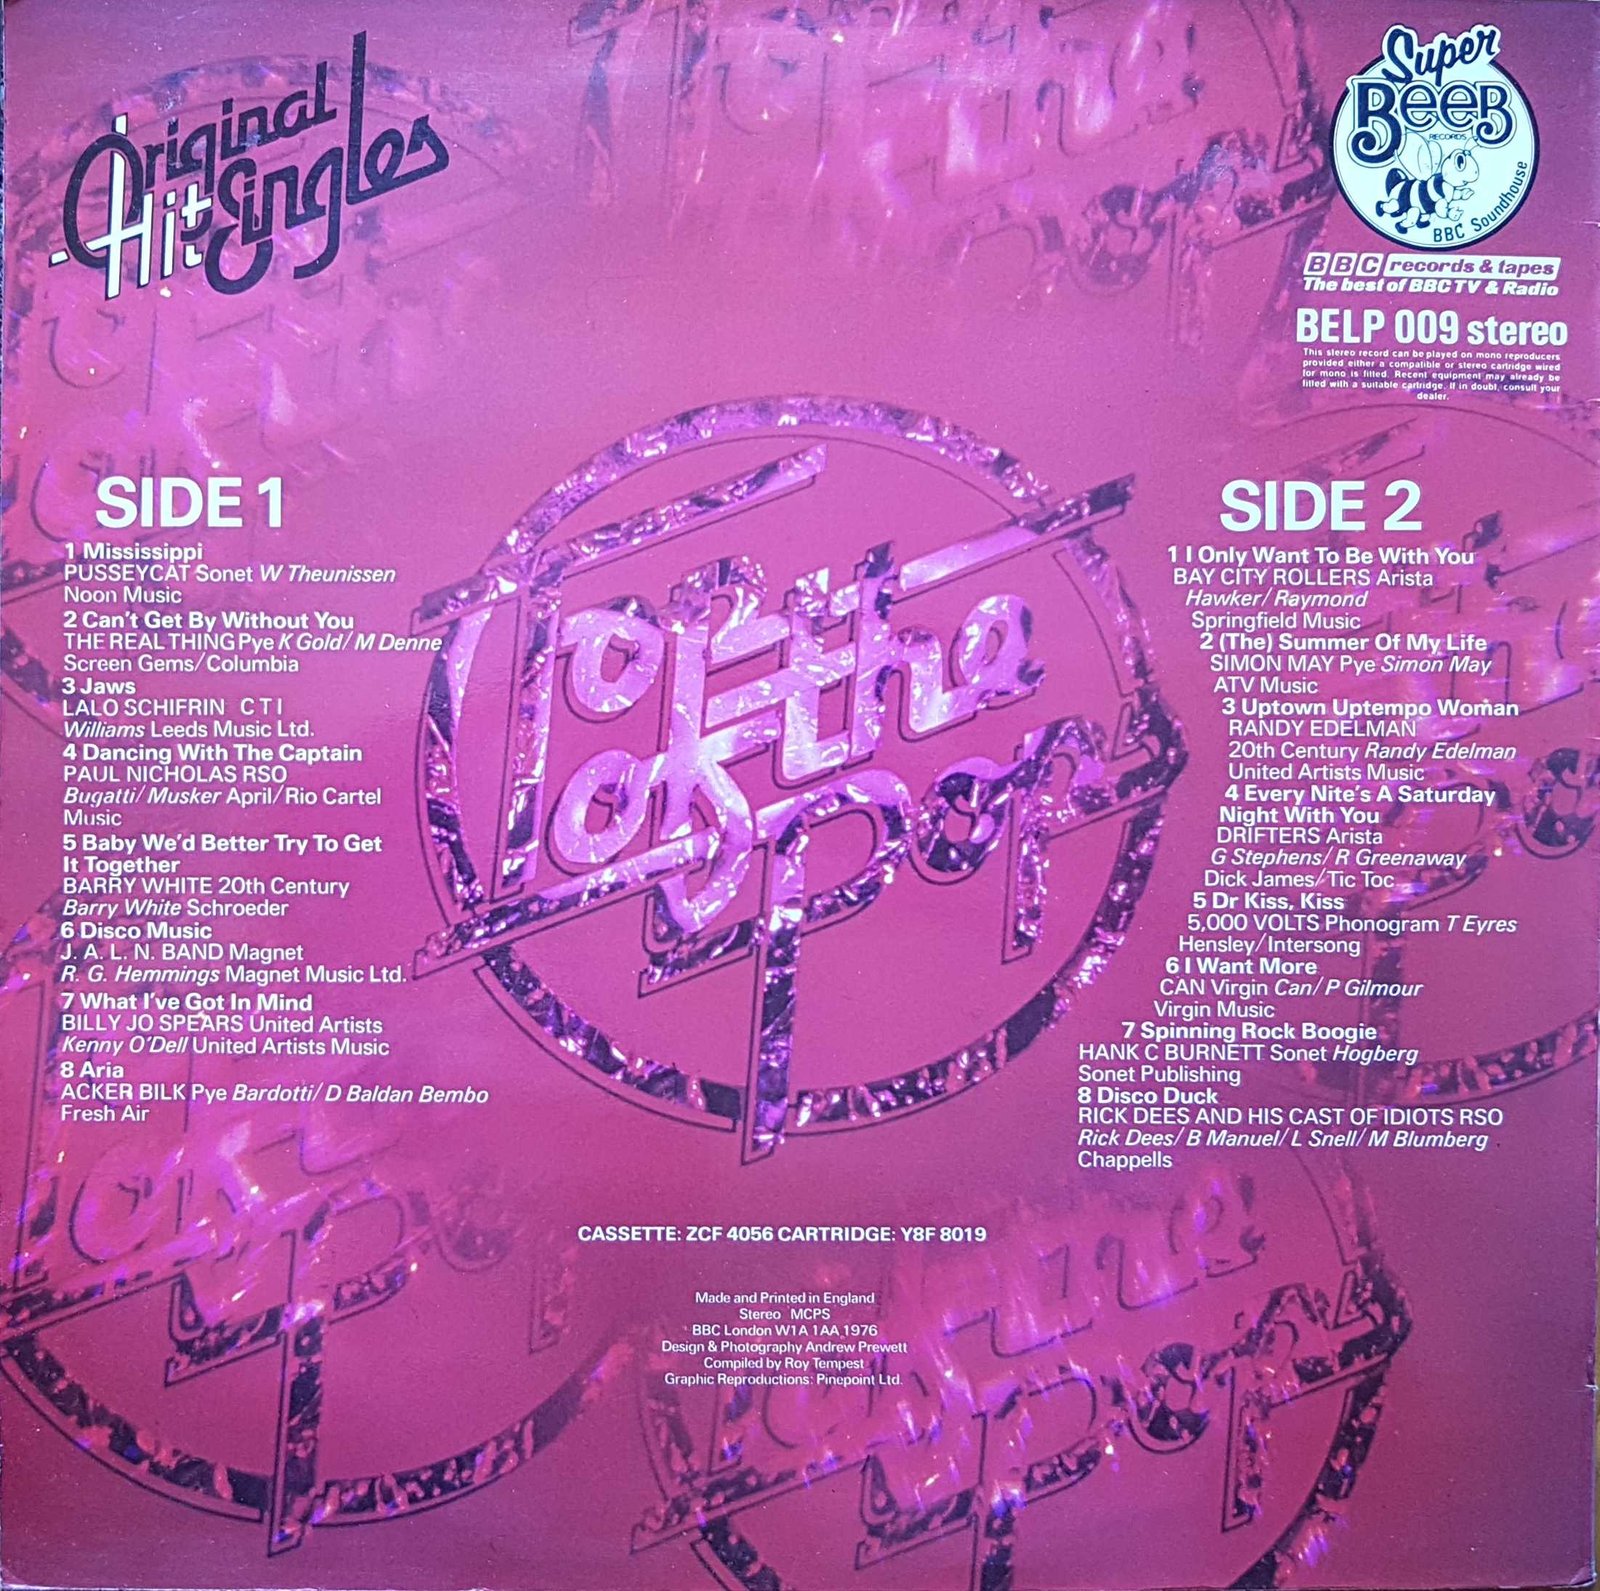 Original
Hit Singles
Super
BeeB
RECORDS
BBC Soundhouse
BBC records & tapes
The best of BBC TV & Radio
BELP 009 stereo
This stereo record can be played on mono reproducers
provided either a compatible or stereo cartridge wired
for mono is fitted. Recent equipment may already be
fitted with a suitable cartridge. If in doubt, consult your
dealer.
Top
of the
Pops
SIDE 1
1 Mississippi
PUSSEYCAT Sonet W Theunissen
Noon Music
2 Can't Get By Without You
THE REAL THING Pye K Gold/M Denne
Screen Gems/Columbia
3 Jaws
LALO SCHIFRIN C T I
Williams Leeds Music Ltd.
4 Dancing With The Captain
PAUL NICHOLAS RSO
Bugatti/Musker April/Rio Cartel
Music
5 Baby We'd Better Try To Get
It Together
BARRY WHITE 20th Century
Barry White Schroeder
6 Disco Music
J. A. L. N. BAND Magnet
R. G. Hemmings Magnet Music Ltd.
7 What I've Got In Mind
BILLY JO SPEARS United Artists
Kenny O'Dell United Artists Music
8 Aria
ACKER BILK Pye Bardotti/D Baldan Bembo
Fresh Air
SIDE 2
1 I Only Want To Be With You
BAY CITY ROLLERS Arista
Hawker/Raymond
Springfield Music
2 (The) Summer Of My Life
SIMON MAY Pye Simon May
ATV Music
3 Uptown Uptempo Woman
RANDY EDELMAN
20th Century Randy Edelman
United Artists Music
4 Every Nite's A Saturday
Night With You
DRIFTERS Arista
G Stephens/R Greenaway
Dick James/Tic Toc
5 Dr Kiss, Kiss
5,000 VOLTS Phonogram T Eyres
Hensley/Intersong
6 I Want More
CAN Virgin Can/P Gilmour
Virgin Music
7 Spinning Rock Boogie
HANK C BURNETT Sonet Hogberg
Sonet Publishing
8 Disco Duck
RICK DEES AND HIS CAST OF IDIOTS RSO
Rick Dees/B Manuel/L Snell/M Blumberg
Chappells
CASSETTE: ZCF 4056 CARTRIDGE: Y8F 8019
Made and Printed in England
Stereo MCPS
BBC London W1A 1AA 1976
Design & Photography Andrew Prewett
Compiled by Roy Tempest
Graphic Reproductions: Pinepoint Ltd.